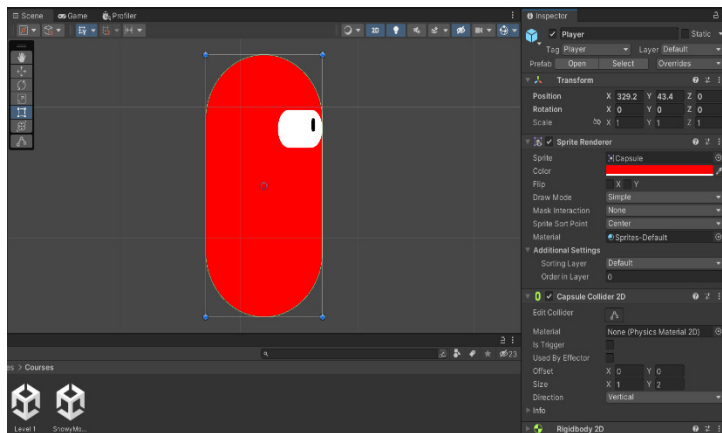 Scene Game Profiler
2D
23
es > Courses
Level 1 SnowyMo...
Inspector
Player Static
Tag Player Layer Default
Prefab Open Select Overrides
Transform
Position X 329.2 Y 43.4 Z 0
Rotation X 0 Y 0 Z 0
Scale X 1 Y 1 Z 1
Sprite Renderer
Sprite Capsule
Color
Flip X Y
Draw Mode Simple
Mask Interaction None
Sprite Sort Point Center
Material Sprites-Default
Additional Settings
Sorting Layer Default
Order in Layer 0
Capsule Collider 2D
Edit Collider
Material None (Physics Material 2D)
Is Trigger
Used By Effector
Offset X 0 Y 0
Size X 1 Y 2
Direction Vertical
Info
Rigidbody 2D